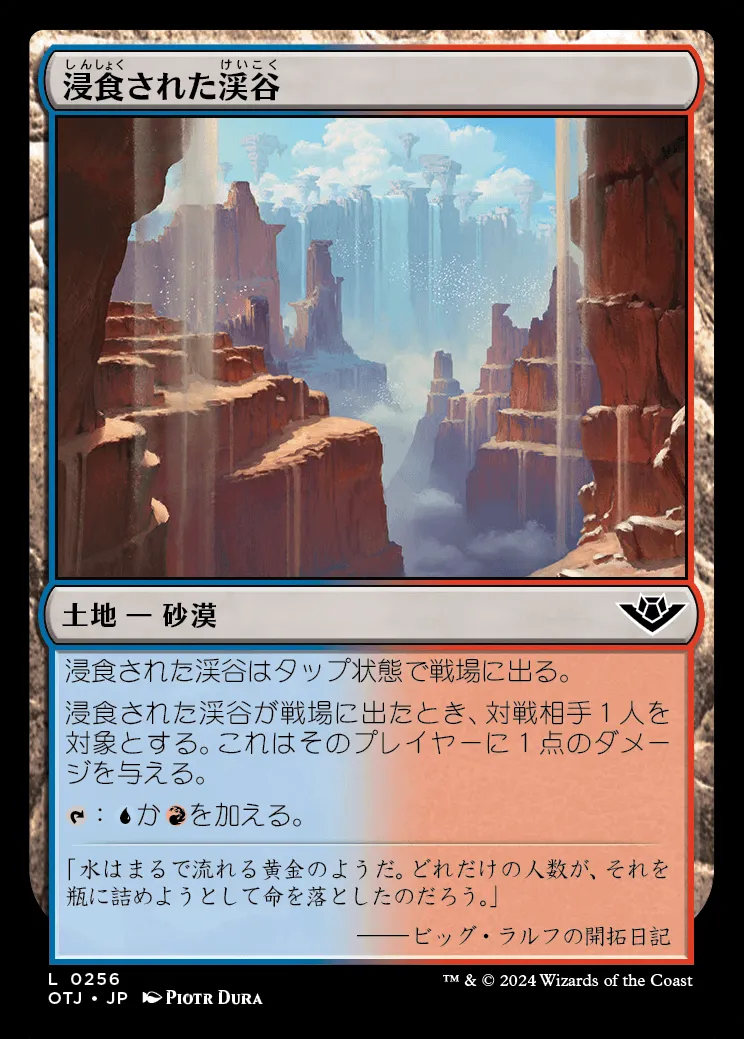 しんしょく けいこく
浸食された渓谷
土地 ― 砂漠
浸食された渓谷はタップ状態で戦場に出る。
浸食された渓谷が戦場に出たとき、対戦相手１人を
対象とする。これはそのプレイヤーに１点のダメー
ジを与える。
：か を加える。
「水はまるで流れる黄金のようだ。どれだけの人数が、それを
瓶に詰めようとして命を落としたのだろう。」
――ビッグ・ラルフの開拓日記
L 0256
OTJ • JP Piotr Dura
™ & © 2024 Wizards of the Coast